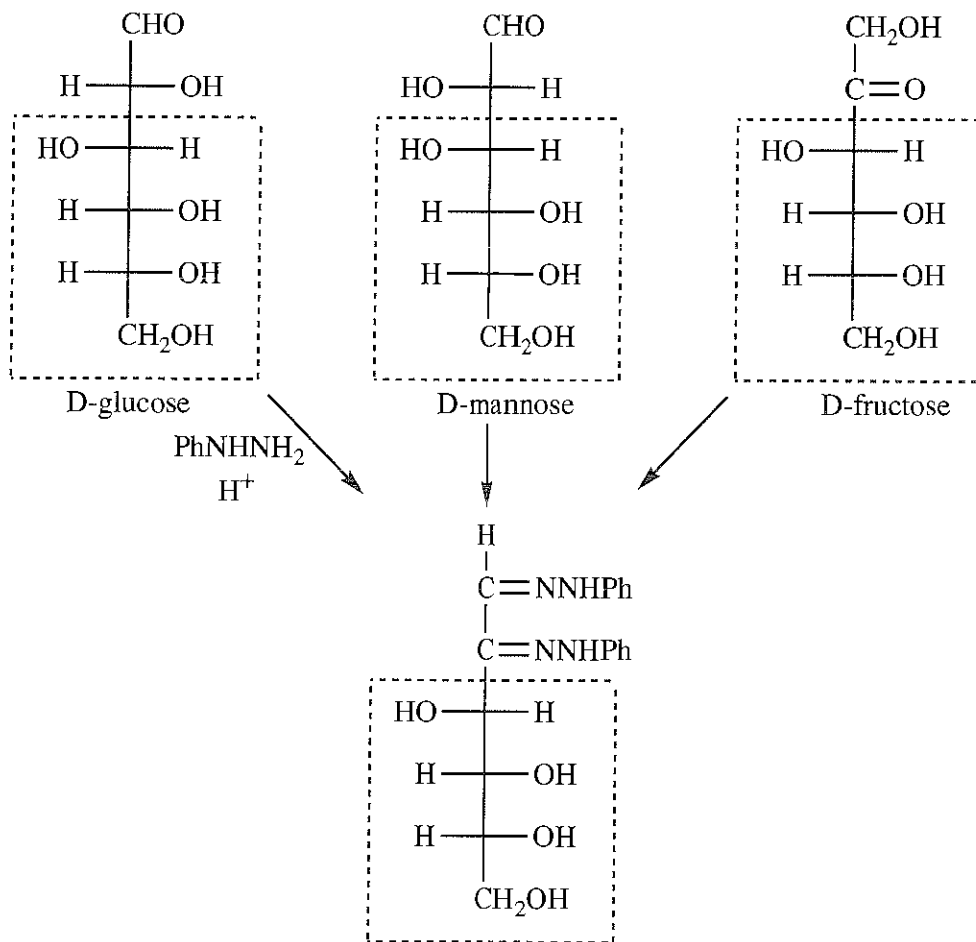 CHO CHO CH₂OH
H OH HO H C=O
HO H HO H HO H
H OH H OH H OH
H OH H OH H OH
CH₂OH CH₂OH CH₂OH
D-glucose D-mannose D-fructose
PhNHNH₂
H⁺
H
C=NNHPh
C=NNHPh
HO H
H OH
H OH
CH₂OH